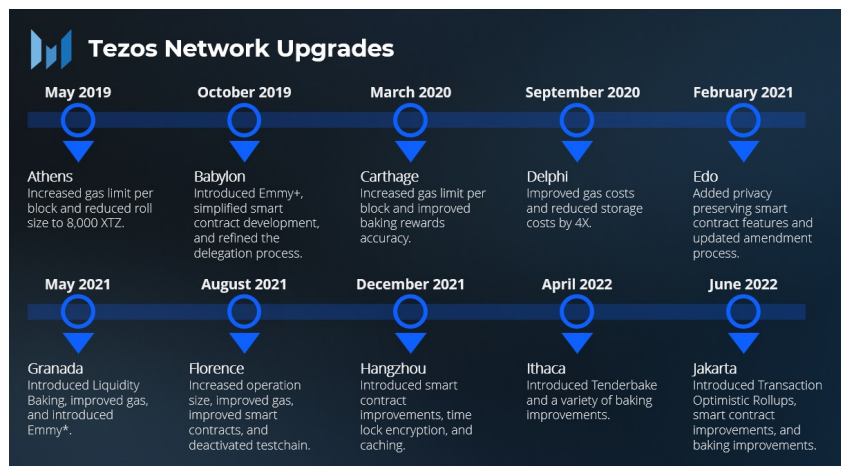 Tezos Network Upgrades
May 2019
October 2019
March 2020
September 2020
February 2021
Athens
Increased gas limit per
block and reduced roll
size to 8,000 XTZ.
Babylon
Introduced Emmy+,
simplified smart
contract development,
and refined the
delegation process.
Carthage
Increased gas limit per
block and improved
baking rewards
accuracy.
Delphi
Improved gas costs
and reduced storage
costs by 4X.
Edo
Added privacy
preserving smart
contract features and
updated amendment
process.
May 2021
August 2021
December 2021
April 2022
June 2022
Granada
Introduced Liquidity
Baking, improved gas,
and introduced
Emmy*.
Florence
Increased operation
size, improved gas,
improved smart
contracts, and
deactivated testchain.
Hangzhou
Introduced smart
contract
improvements, time
lock encryption, and
caching.
Ithaca
Introduced Tenderbake
and a variety of baking
improvements.
Jakarta
Introduced Transaction
Optimistic Rollups,
smart contract
improvements, and
baking improvements.